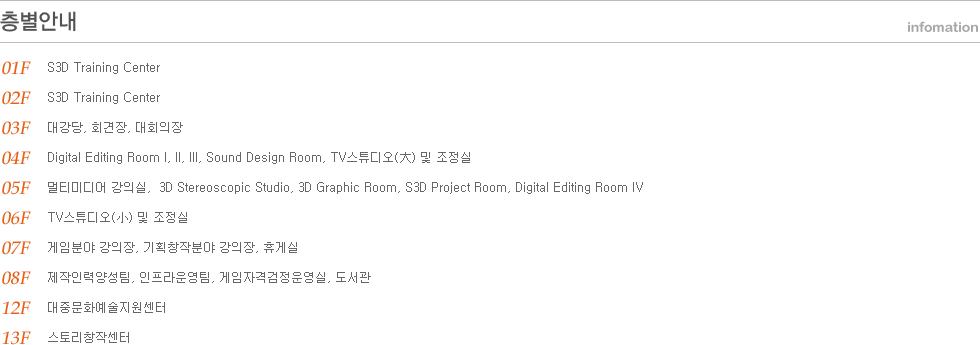 층별안내
infomation
01F S3D Training Center
02F S3D Training Center
03F 대강당, 회견장, 대회의장
04F Digital Editing Room I, II, III, Sound Design Room, TV스튜디오(大) 및 조정실
05F 멀티미디어 강의실, 3D Stereoscopic Studio, 3D Graphic Room, S3D Project Room, Digital Editing Room IV
06F TV스튜디오(小) 및 조정실
07F 게임분야 강의장, 기획창작분야 강의장, 휴게실
08F 제작인력양성팀, 인프라운영팀, 게임자격검정운영실, 도서관
12F 대중문화예술지원센터
13F 스토리창작센터